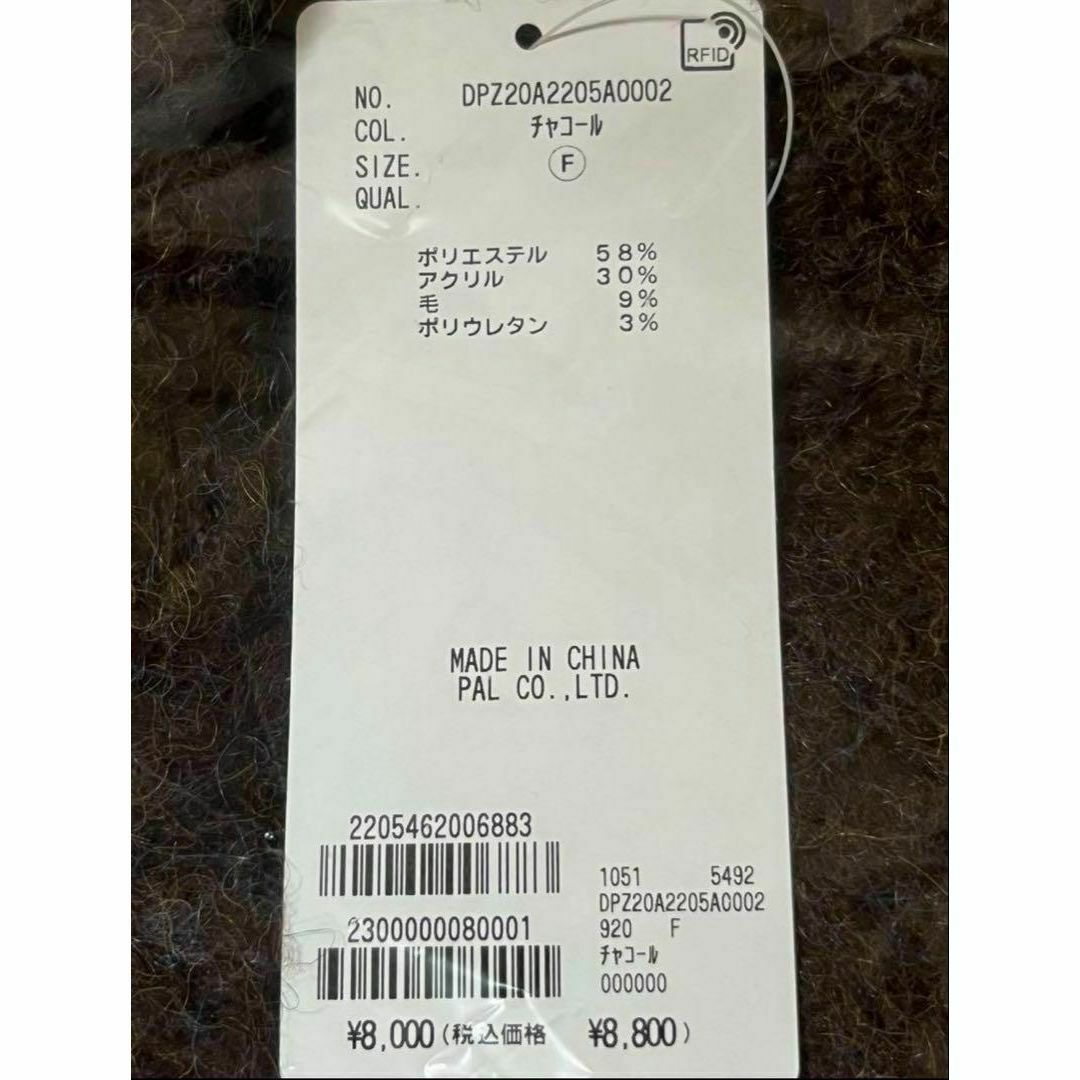 RFID
NO. DPZ20A2205A0002
COL. ﾁｬｺｰﾙ
SIZE. F
QUAL.
ポリエステル 58%
アクリル 30%
毛 9%
ポリウレタン 3%
MADE IN CHINA
PAL CO.,LTD.
2205462006883
2300000080001
1051 5492
DPZ20A2205A0002
920 F
ﾁｬｺｰﾙ
000000
¥8,000(税込価格 ¥8,800)